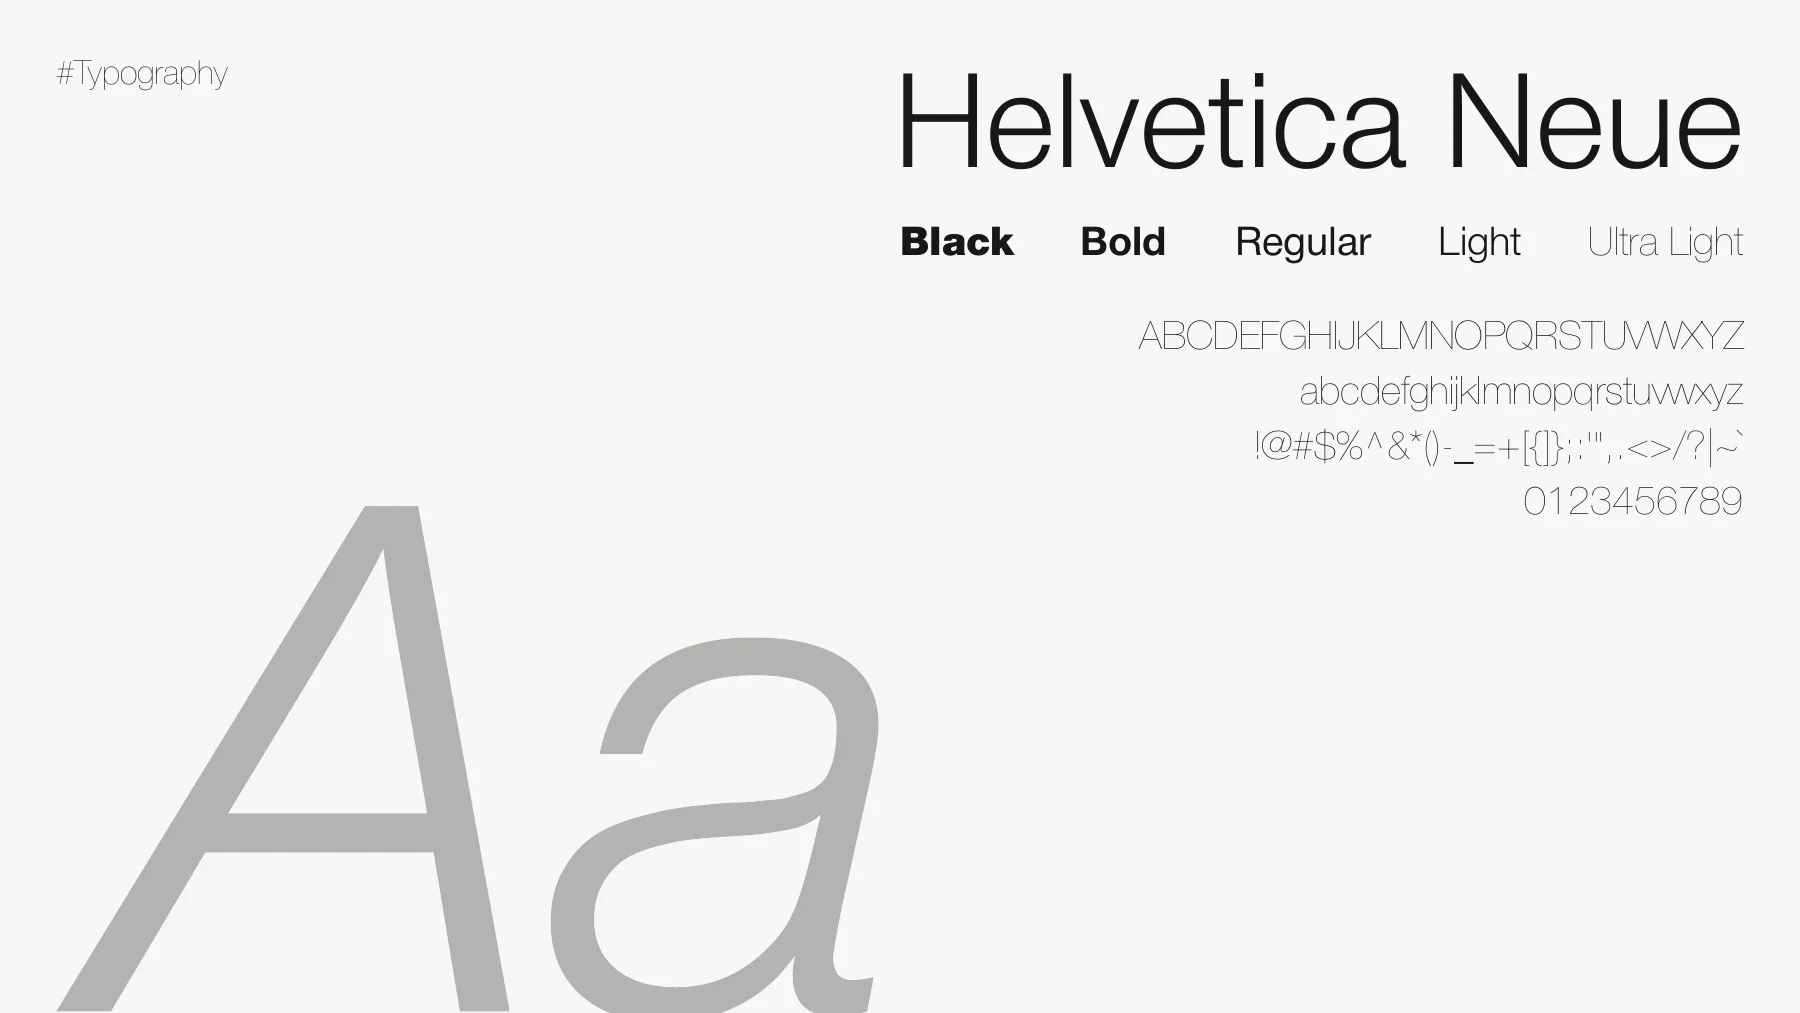 #Typography
Helvetica Neue
Black Bold Regular Light Ultra Light
ABCDEFGHIJKLMNOPQRSTUVWXYZ
abcdefghijklmnopqrstuvwxyz
!@#$%^&*()-_=+[{]};:'",.<>/?|~`
0123456789
Aa